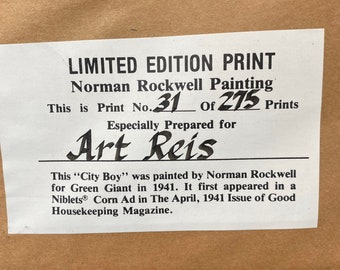 LIMITED EDITION PRINT
Norman Rockwell Painting
This is Print No. 31 Of 275 Prints
Especially Prepared for
Art Reis
This "City Boy" was painted by Norman Rockwell
for Green Giant in 1941. It first appeared in a
Niblets® Corn Ad in The April, 1941 Issue of Good
Housekeeping Magazine.